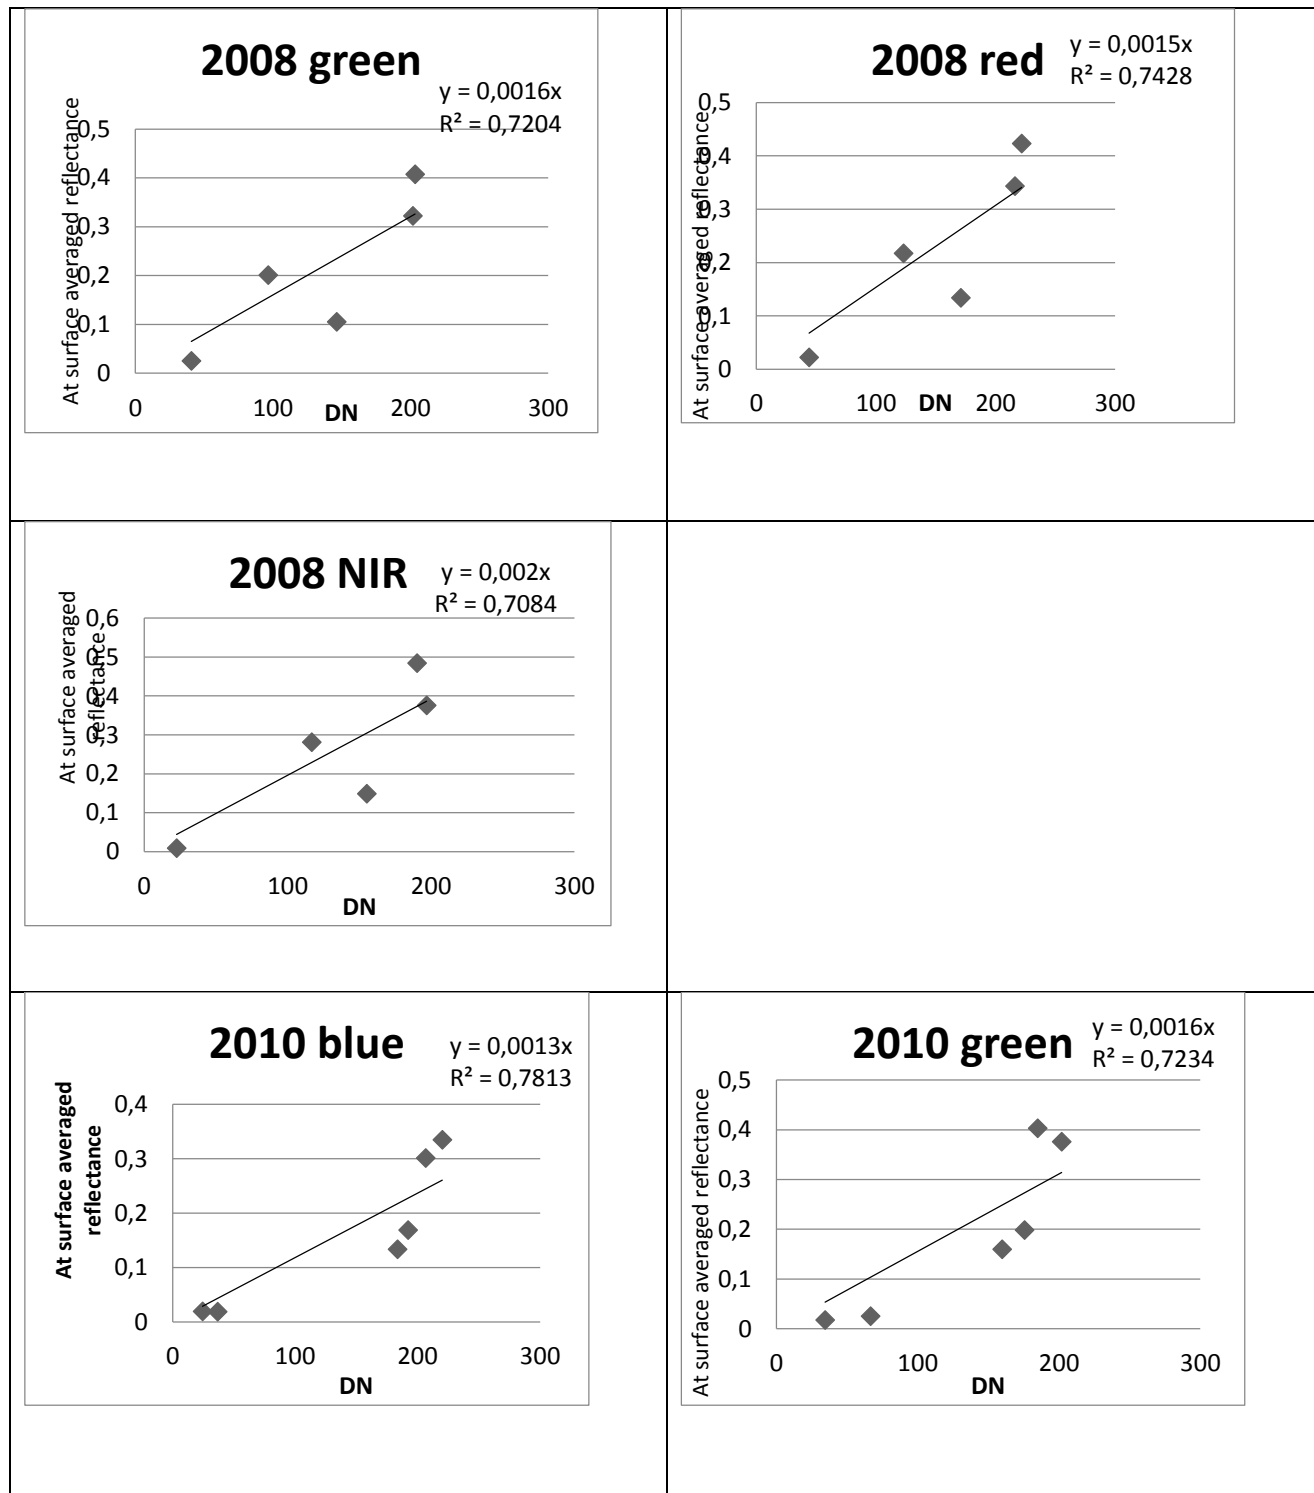 2008 green
y = 0,0016x
R² = 0,7204
At surface averaged reflectance
0,5
0,4
0,3
0,2
0,1
0
0 100 200 300
DN
2008 red
y = 0,0015x
R² = 0,7428
At surface averaged reflectance
0,5
0,4
0,3
0,2
0,1
0
0 100 200 300
DN
2008 NIR
y = 0,002x
R² = 0,7084
At surface averaged
reflectance
0,6
0,5
0,4
0,3
0,2
0,1
0
0 100 200 300
DN
2010 blue
y = 0,0013x
R² = 0,7813
At surface averaged
reflectance
0,4
0,3
0,2
0,1
0
0 100 200 300
DN
2010 green
y = 0,0016x
R² = 0,7234
At surface averaged reflectance
0,5
0,4
0,3
0,2
0,1
0
0 100 200 300
DN